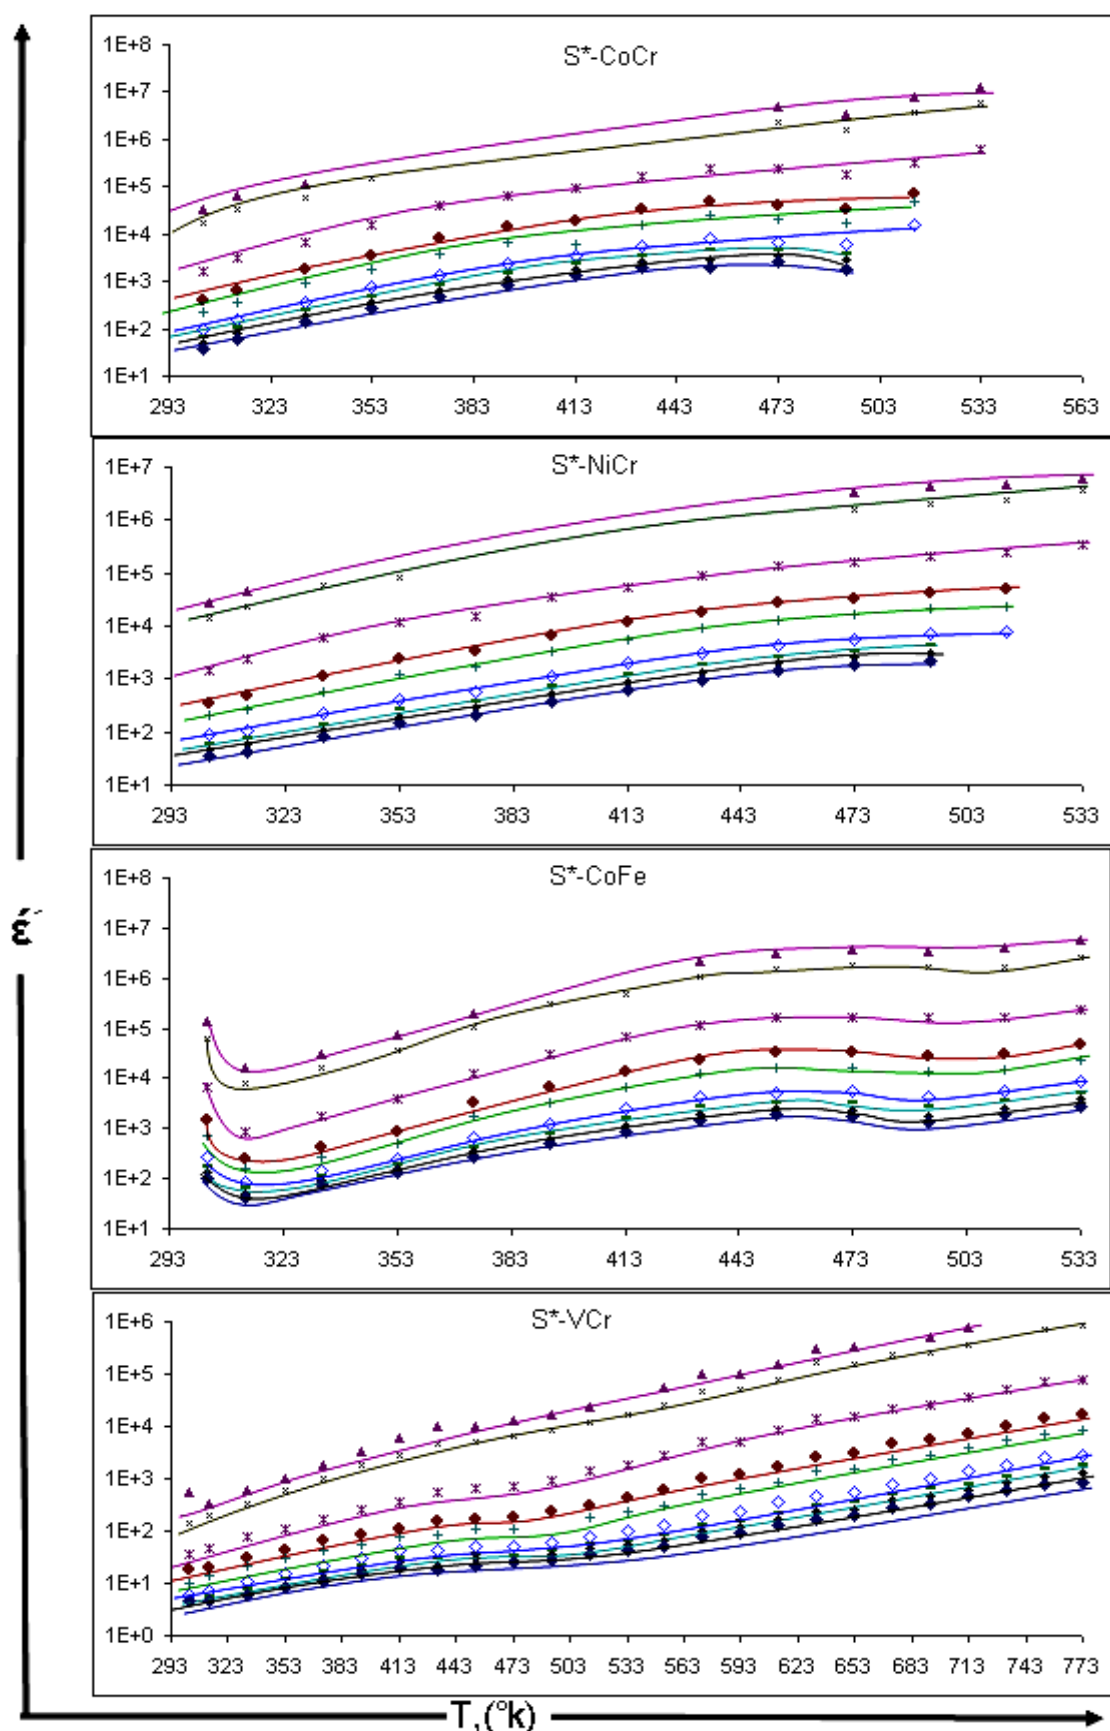 S*-CoCr
1E+8
1E+7
1E+6
1E+5
1E+4
1E+3
1E+2
1E+1
293 323 353 383 413 443 473 503 533 563
S*-NiCr
1E+7
1E+6
1E+5
1E+4
1E+3
1E+2
1E+1
293 323 353 383 413 443 473 503 533
S*-CoFe
1E+8
1E+7
1E+6
1E+5
1E+4
1E+3
1E+2
1E+1
293 323 353 383 413 443 473 503 533
έ
S*-VCr
1E+6
1E+5
1E+4
1E+3
1E+2
1E+1
1E+0
293 323 353 383 413 443 473 503 533 563 593 623 653 683 713 743 773
T,(°k)